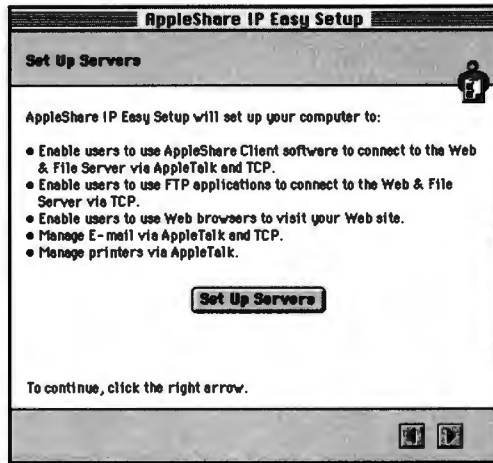 AppleShare IP Easy Setup
Set Up Servers
AppleShare IP Easy Setup will set up your computer to:
● Enable users to use AppleShare Client software to connect to the Web
& File Server via AppleTalk and TCP.
● Enable users to use FTP applications to connect to the Web & File
Server via TCP.
● Enable users to use Web browsers to visit your Web site.
● Manage E-mail via AppleTalk and TCP.
● Manage printers via AppleTalk.
Set Up Servers
To continue, click the right arrow.